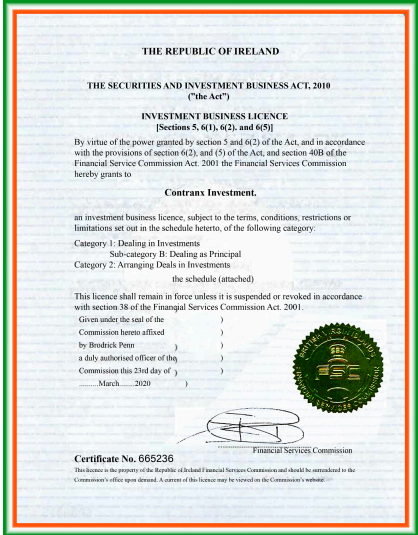 THE REPUBLIC OF IRELAND
THE SECURITIES AND INVESTMENT BUSINESS ACT, 2010
("the Act")
INVESTMENT BUSINESS LICENCE
[Sections 5, 6(1), 6(2). and 6(5)]
By virtue of the power granted by section 5 and 6(2) of the Act, and in accordance
with the provisions of section 6(2), and (5) of the Act, and section 40B of the
Financial Service Commission Act. 2001 the Financial Services Commission
hereby grants to
Contranx Investment.
an investment business licence, subject to the terms, conditions, restrictions or
limitations set out in the schedule heterto, of the following category:
Category 1: Dealing in Investments
Sub-category B: Dealing as Principal
Category 2: Arranging Deals in Investments
the schedule (attached)
This licence shall remain in force unless it is suspended or revoked in accordance
with section 38 of the Financial Services Commission Act. 2001.
Given under the seal of the )
Commission hereto affixed )
by Brodrick Penn ) )
a duly authorised officer of the) )
Commission this 23rd day of ) )
..........March........2020 )
FSC
Financial Services Commission
Certificate No. 665236
This licence is the property of the Republic of Ireland Financial Services Commission and should be surrendered to the
Commission's office upon demand. A current of this licence may be viewed on the Commission's website.